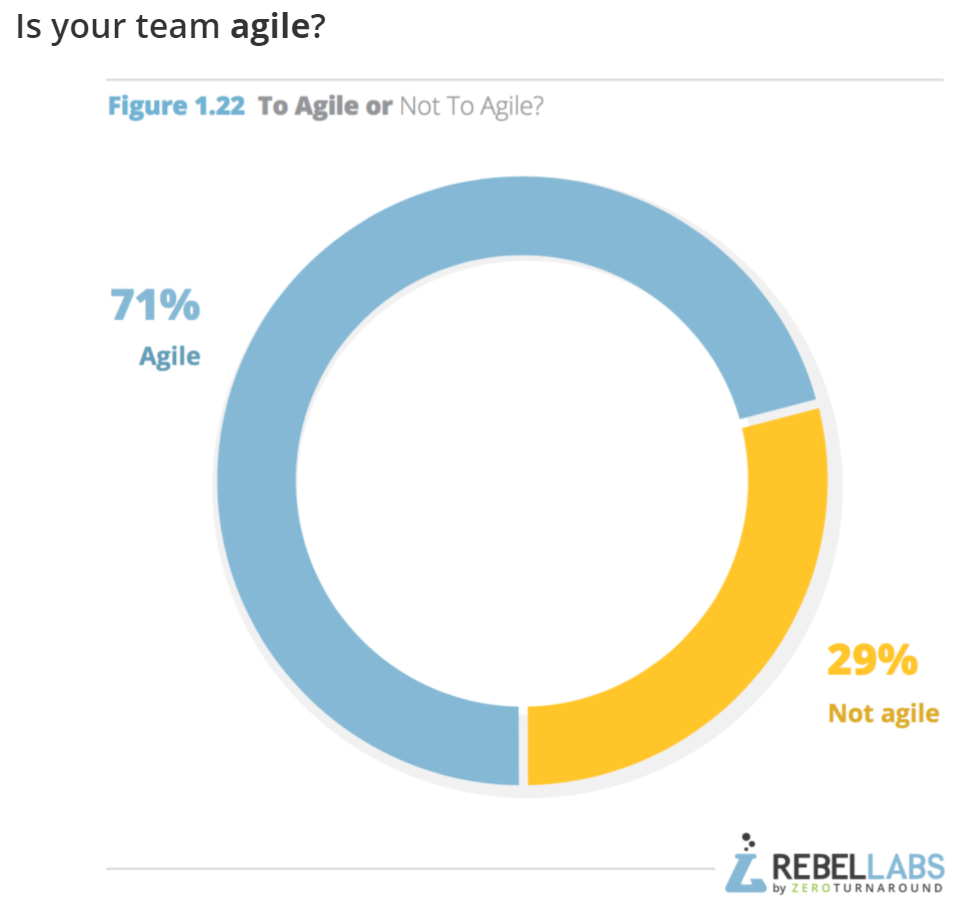 Is your team agile?
Figure 1.22 To Agile or Not To Agile?
71%
Agile
29%
Not agile
REBELLABS
by ZEROTURNAROUND